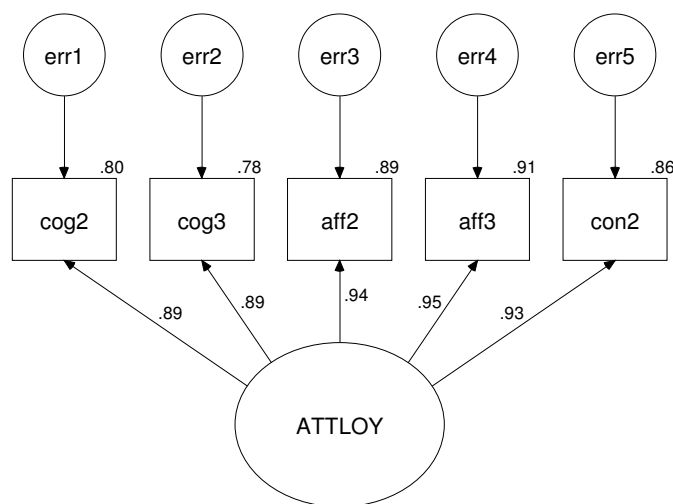 err1 err2 err3 err4 err5
.80 .78 .89 .91 .86
cog2 cog3 aff2 aff3 con2
.89 .89 .94 .95 .93
ATTLOY